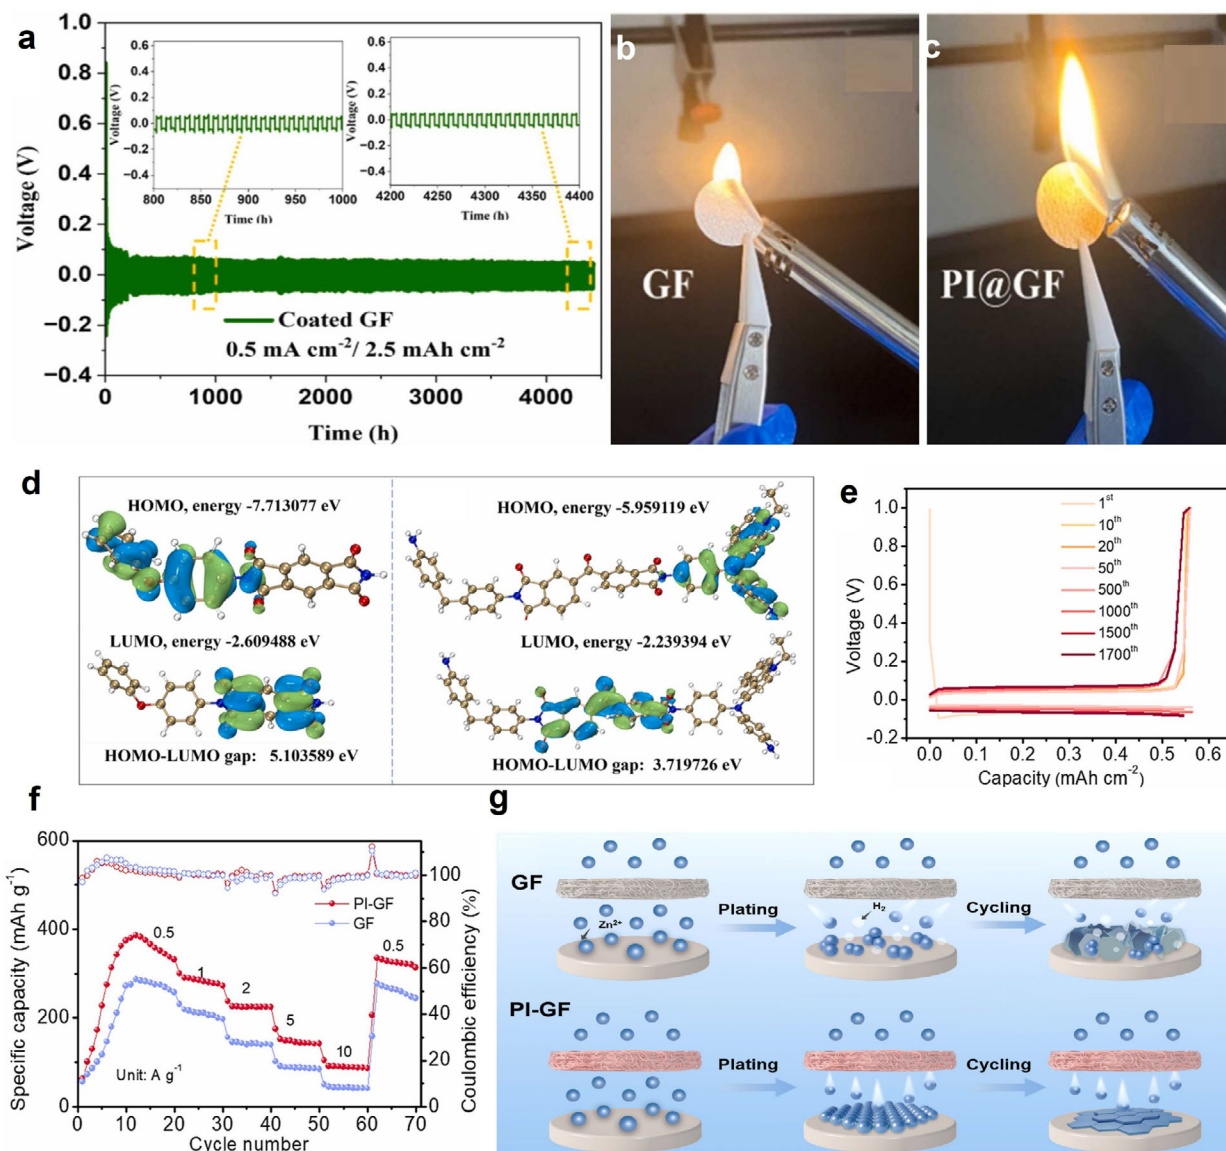 a
1.0
0.8
0.6
0.4
0.2
0.0
−0.2
−0.4
Voltage (V)
0 1000 2000 3000 4000
Time (h)
0.6
0.4
0.2
0.0
−0.2
−0.4
Voltage (V)
800 850 900 950 1000
Time (h)
0.6
0.4
0.2
0.0
−0.2
−0.4
Voltage (V)
4200 4250 4300 4350 4400
Time (h)
Coated GF
0.5 mA cm⁻²/ 2.5 mAh cm⁻²
b
GF
c
PI@GF
d
HOMO, energy -7.713077 eV
LUMO, energy -2.609488 eV
HOMO-LUMO gap: 5.103589 eV
HOMO, energy -5.959119 eV
LUMO, energy -2.239394 eV
HOMO-LUMO gap: 3.719726 eV
e
1.0
0.8
0.6
0.4
0.2
0.0
−0.2
Voltage (V)
0.0 0.1 0.2 0.3 0.4 0.5 0.6
Capacity (mAh cm⁻²)
1ˢᵗ
10ᵗʰ
20ᵗʰ
50ᵗʰ
500ᵗʰ
1000ᵗʰ
1500ᵗʰ
1700ᵗʰ
f
600
400
300
200
100
0
Specific capacity (mAh g⁻¹)
0 10 20 30 40 50 60 70
Cycle number
100
80
60
40
20
0
Coulombic efficiency (%)
PI-GF
GF
0.5
1
2
5
10
0.5
Unit: A g⁻¹
g
GF
Zn²⁺
Plating
H₂
Cycling
PI-GF
Plating
Cycling